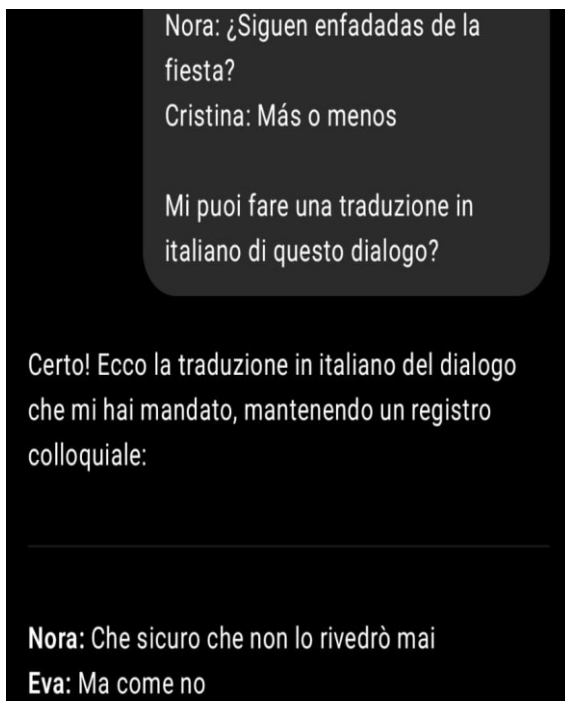 Nora: ¿Siguen enfadadas de la
fiesta?
Cristina: Más o menos
Mi puoi fare una traduzione in
italiano di questo dialogo?
Certo! Ecco la traduzione in italiano del dialogo
che mi hai mandato, mantenendo un registro
colloquiale:
Nora: Che sicuro che non lo rivedrò mai
Eva: Ma come no